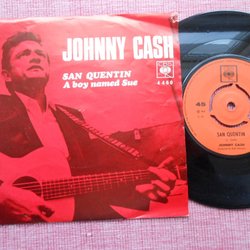 JOHNNY CASH
SAN QUENTIN
A boy named Sue
CBS
4460
45
SAN QUENTIN
JOHNNY CASH